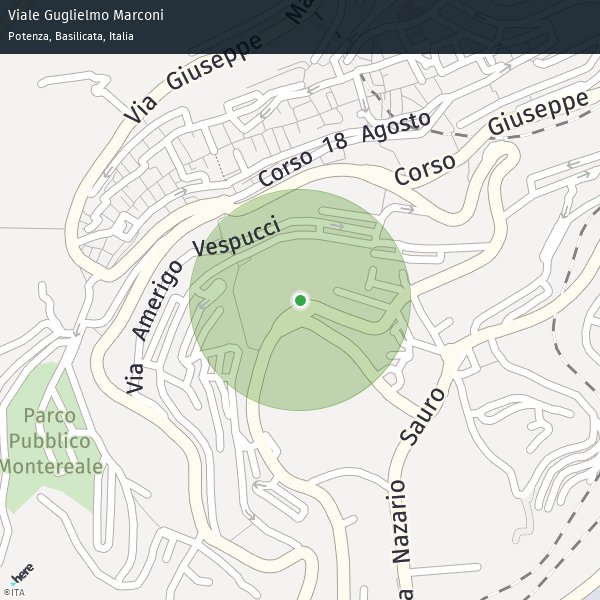 Viale Guglielmo Marconi
Potenza, Basilicata, Italia
Via Giuseppe Ma
Corso 18 Agosto
Corso Giuseppe
Via Amerigo Vespucci
Parco
Pubblico
Montereale
Nazario Sauro
here
©ITA